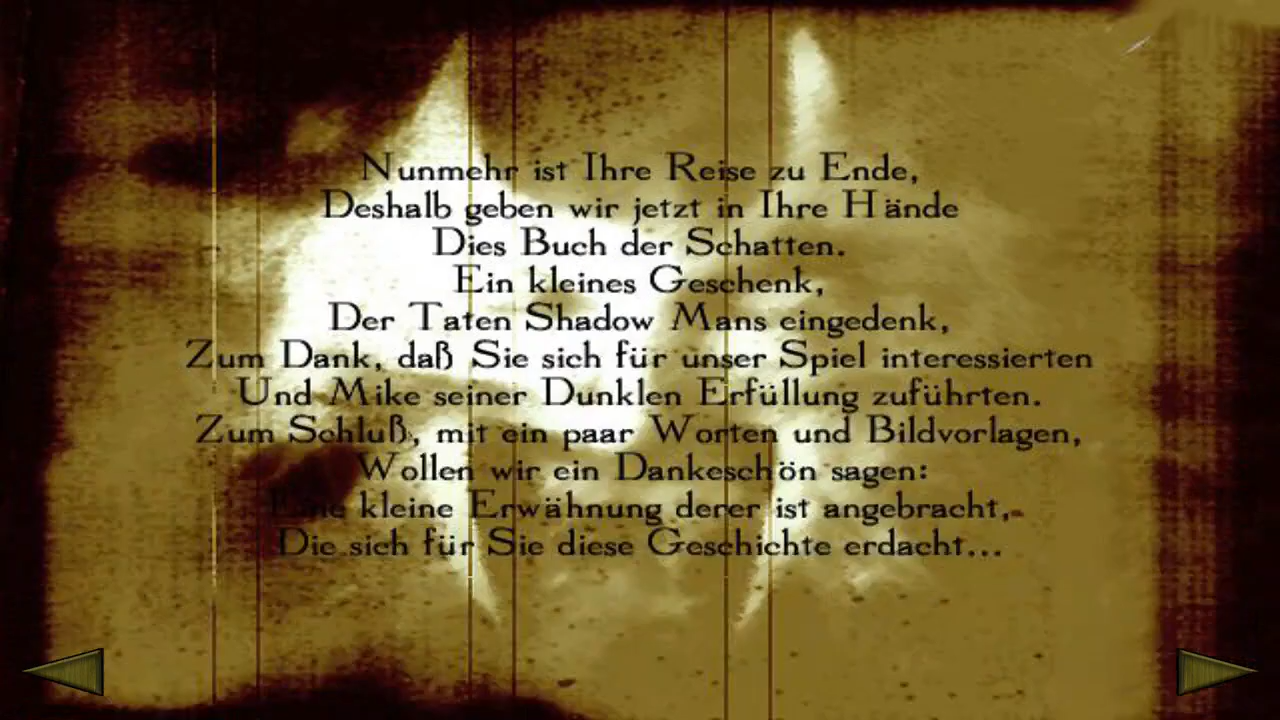 Nunmehr ist Ihre Reise zu Ende,
Deshalb geben wir jetzt in Ihre Hände
Dies Buch der Schatten.
Ein kleines Geschenk,
Der Taten Shadow Mans eingedenk,
Zum Dank, daß Sie sich für unser Spiel interessierten
Und Mike seiner Dunklen Erfüllung zuführten.
Zum Schluß, mit ein paar Worten und Bildvorlagen,
Wollen wir ein Dankeschön sagen:
Eine kleine Erwähnung derer ist angebracht,
Die sich für Sie diese Geschichte erdacht...